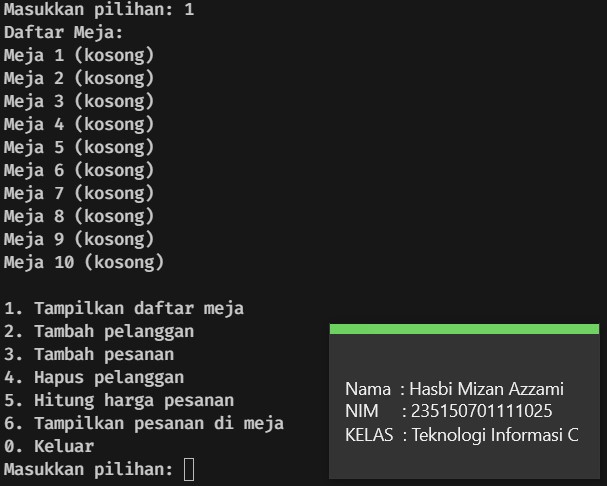 Masukkan pilihan: 1
Daftar Meja:
Meja 1 (kosong)
Meja 2 (kosong)
Meja 3 (kosong)
Meja 4 (kosong)
Meja 5 (kosong)
Meja 6 (kosong)
Meja 7 (kosong)
Meja 8 (kosong)
Meja 9 (kosong)
Meja 10 (kosong)
1. Tampilkan daftar meja
2. Tambah pelanggan
3. Tambah pesanan
4. Hapus pelanggan
5. Hitung harga pesanan
6. Tampilkan pesanan di meja
0. Keluar
Masukkan pilihan:
Nama : Hasbi Mizan Azzami
NIM : 235150701111025
KELAS : Teknologi Informasi C